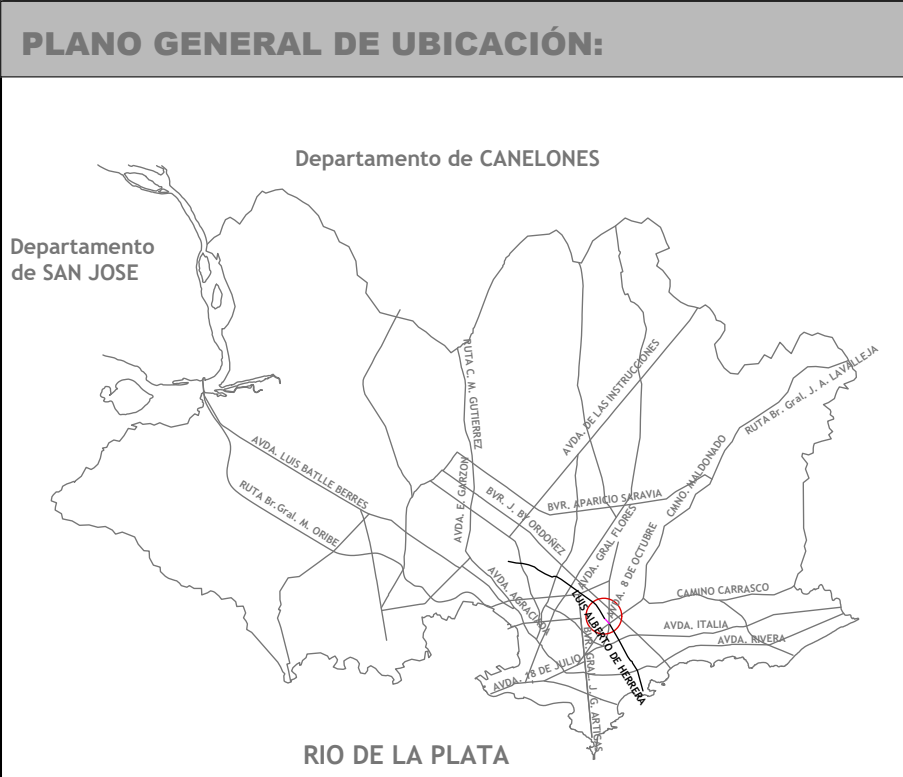 PLANO GENERAL DE UBICACIÓN:
Departamento de CANELONES
Departamento
de SAN JOSE
RUTA C. M. GUTIERREZ
AVDA. DE LAS INSTRUCCIONES
RUTA Br. Gral. J. A. LAVALLEJA
AVDA. LUIS BATLLE BERRES
RUTA Br.Gral. M. ORIBE
AVDA. E. GARZON
BVR. J. BY ORDOÑEZ
BVR. APARICIO SARAVIA
CMNO. MALDONADO
AVDA. GRAL FLORES
AVDA. 8 DE OCTUBRE
AVDA. AGRACIADA
LUIS ALBERTO DE HERRERA
CAMINO CARRASCO
AVDA. ITALIA
AVDA. RIVERA
AVDA. 18 DE JULIO
BVR. GRAL. J. G. ARTIGAS
RIO DE LA PLATA